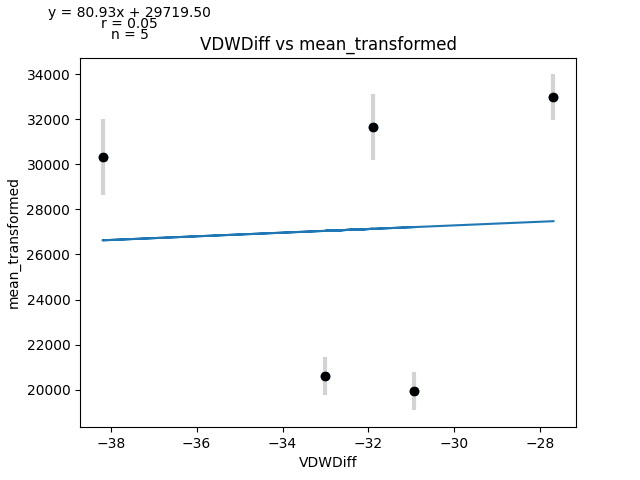 y = 80.93x + 29719.50
r = 0.05
n = 5
VDWDiff vs mean_transformed
34000
32000
30000
28000
26000
24000
22000
20000
mean_transformed
−38 −36 −34 −32 −30 −28
VDWDiff